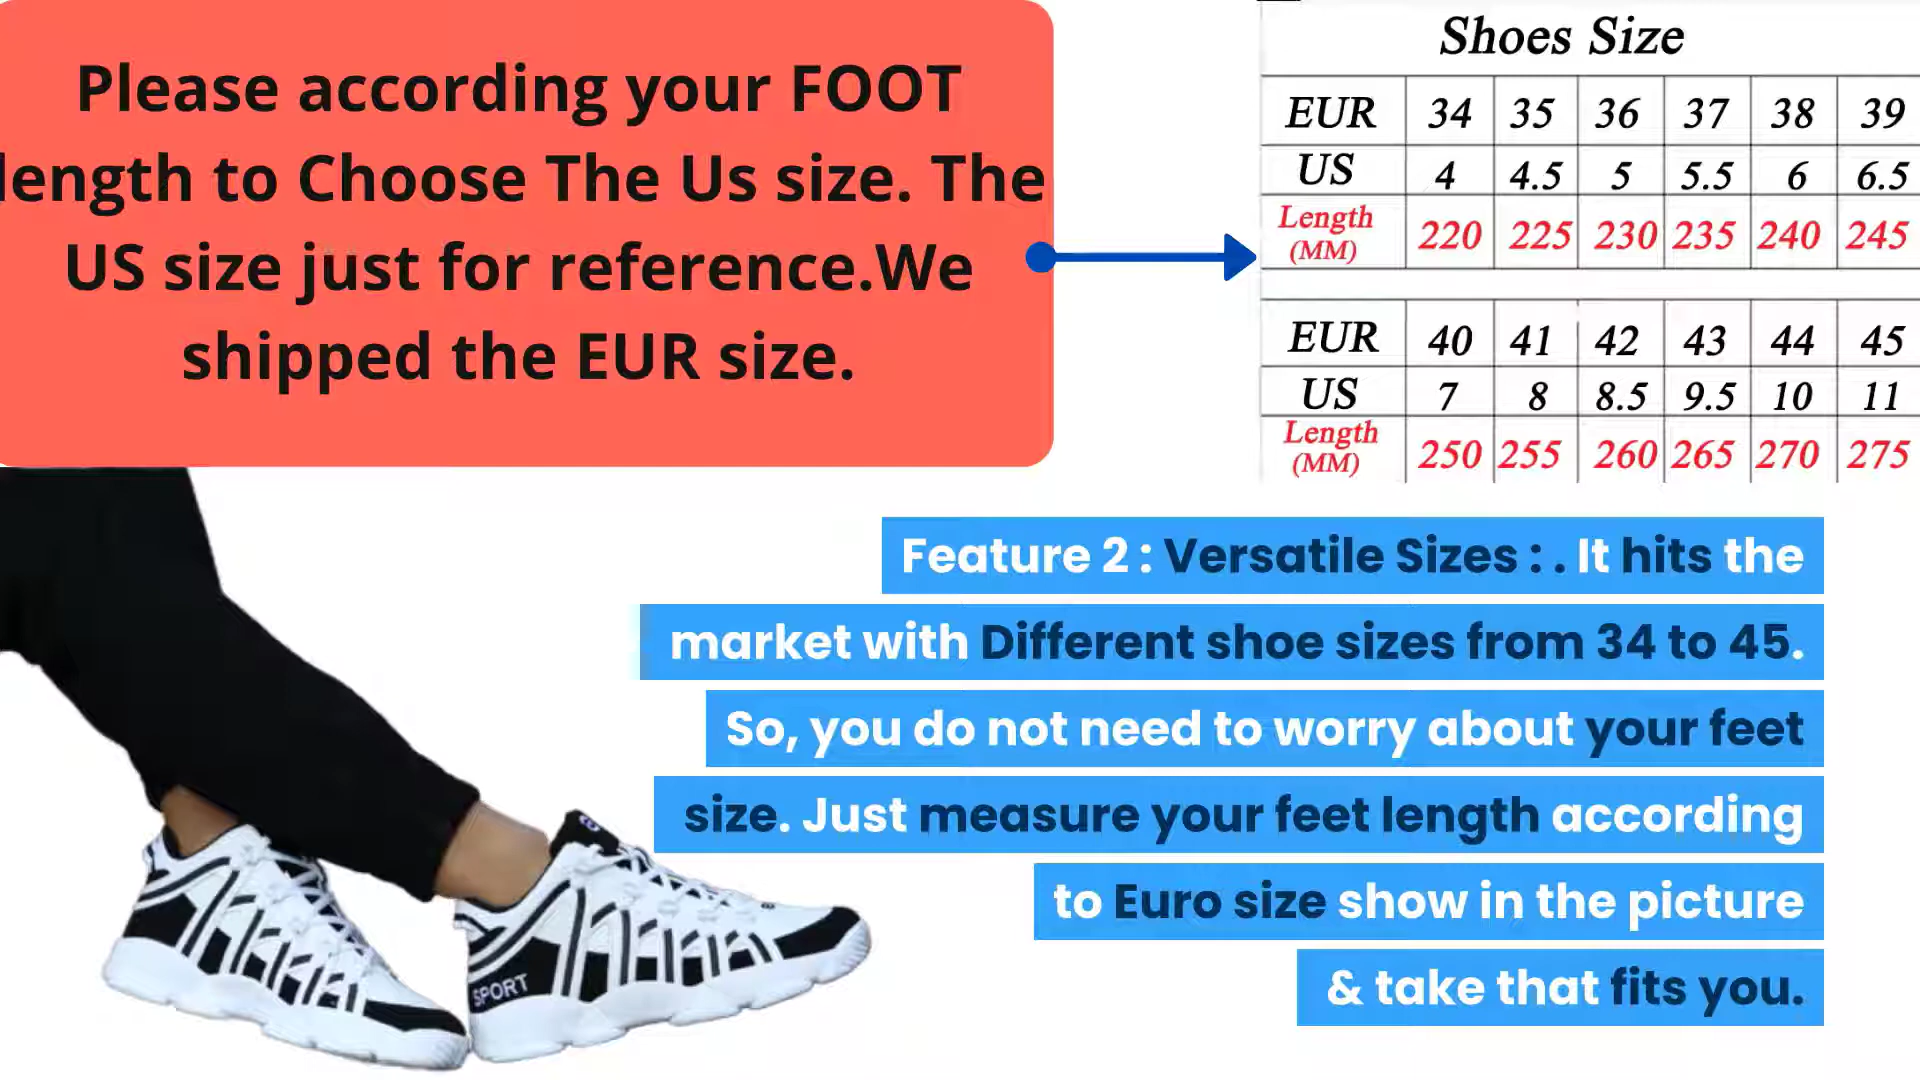 Please according your FOOT
length to Choose The Us size. The
US size just for reference.We
shipped the EUR size.
Shoes Size
EUR 34 35 36 37 38 39
US 4 4.5 5 5.5 6 6.5
Length (MM) 220 225 230 235 240 245
EUR 40 41 42 43 44 45
US 7 8 8.5 9.5 10 11
Length (MM) 250 255 260 265 270 275
Feature 2 : Versatile Sizes : . It hits the
market with Different shoe sizes from 34 to 45.
So, you do not need to worry about your feet
size. Just measure your feet length according
to Euro size show in the picture
& take that fits you.
SPORT